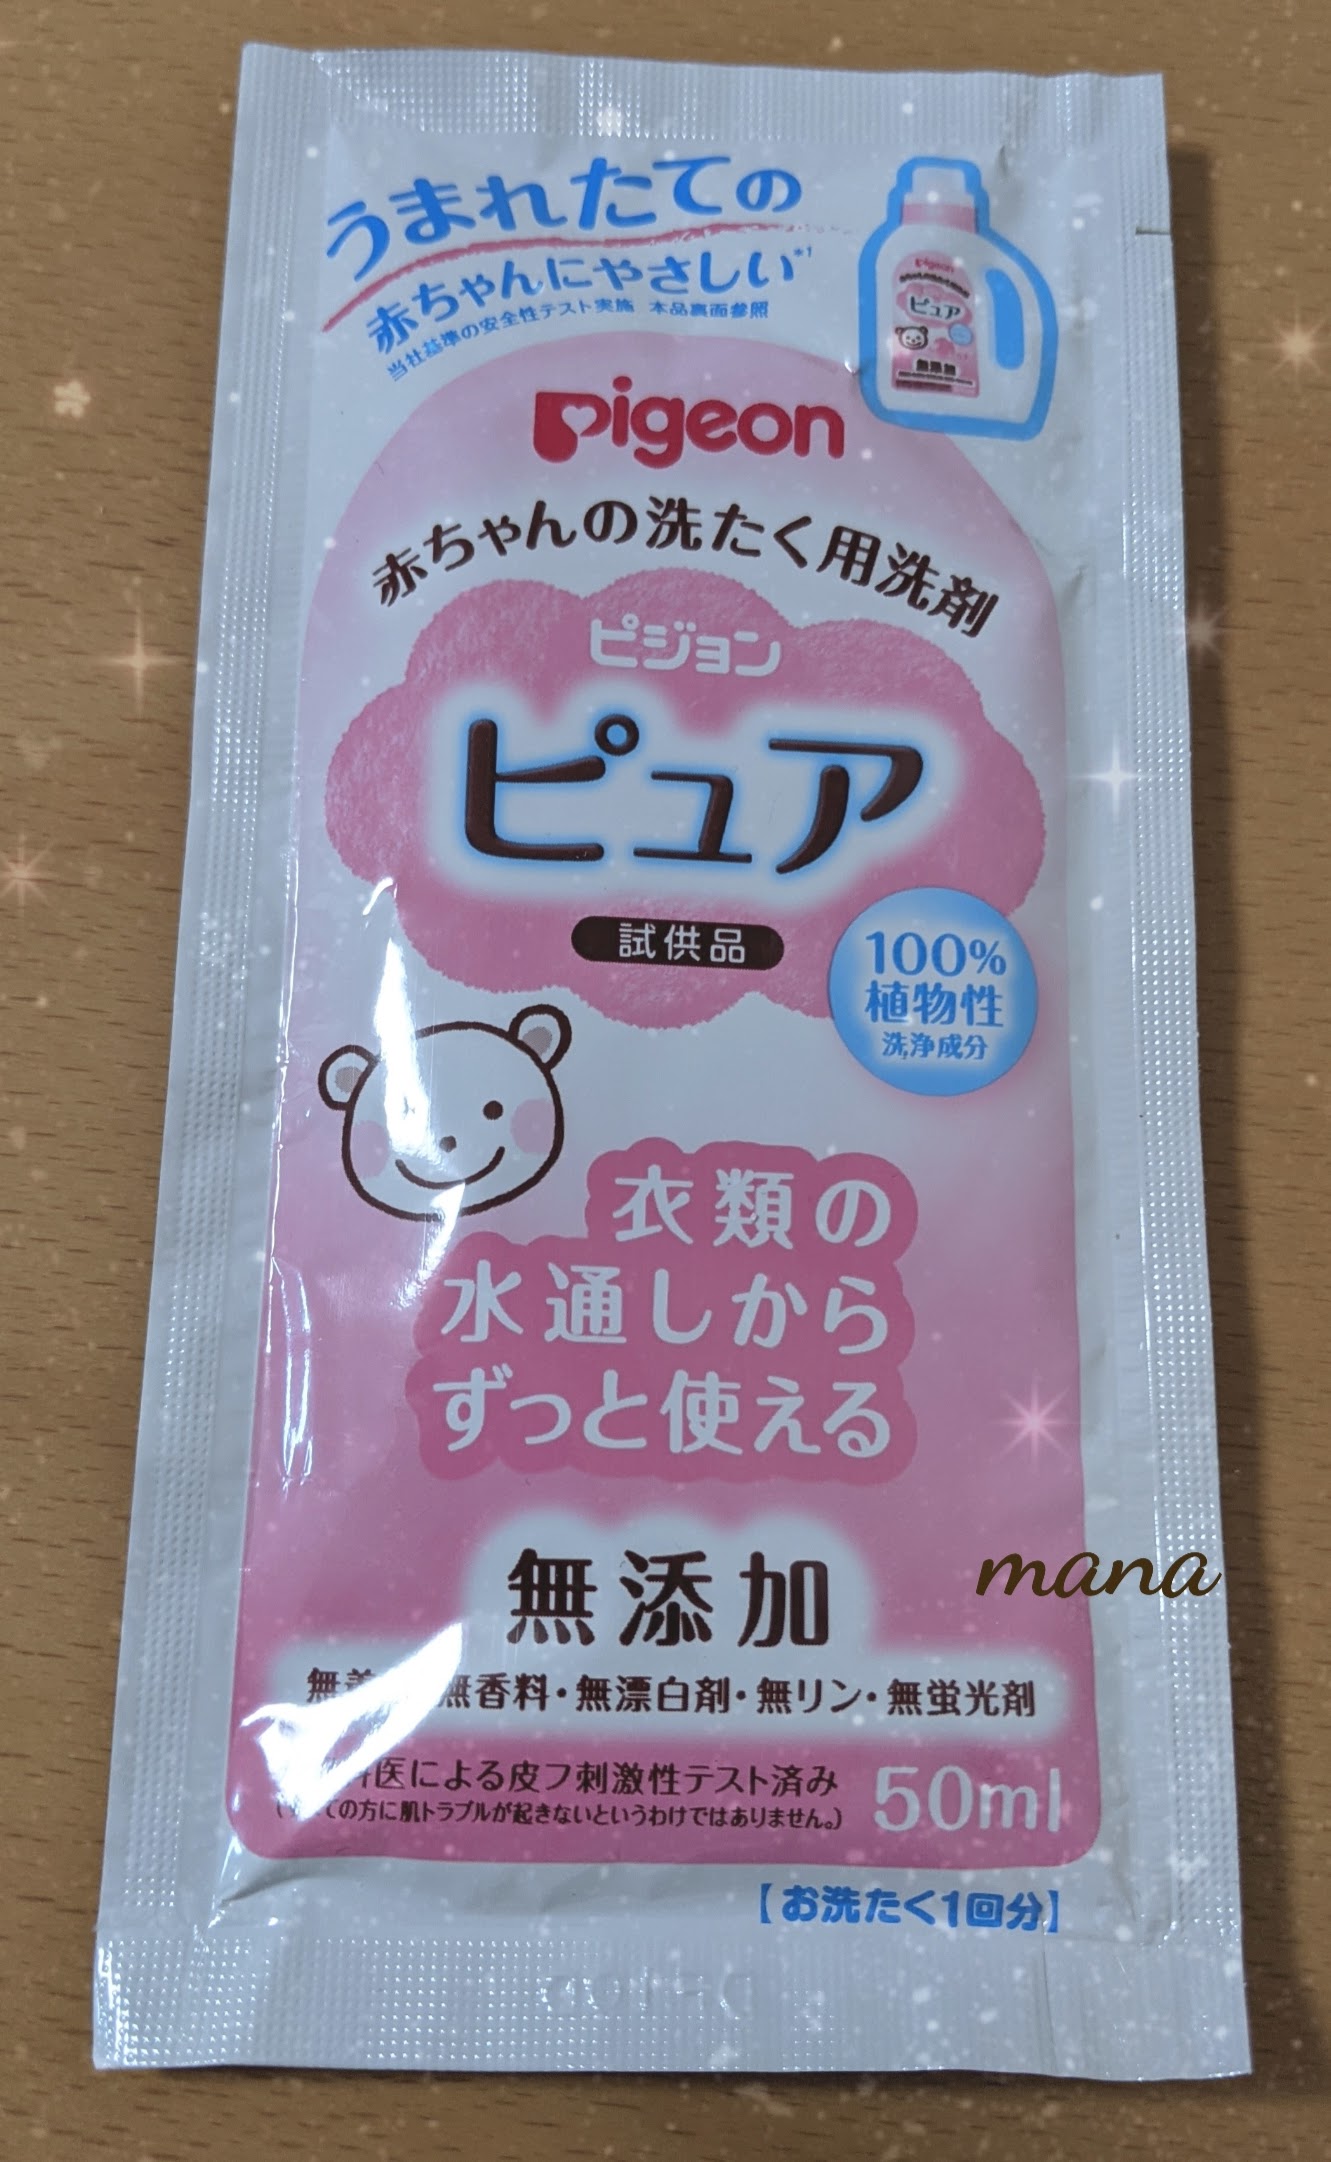 うまれたての
赤ちゃんにやさしい*1
当社基準の安全性テスト実施 本品裏面参照
Pigeon
ピュア
無添加
Pigeon
赤ちゃんの洗たく用洗剤
ピジョン
ピュア
試供品
100%
植物性
洗浄成分
衣類の
水通しから
ずっと使える
無添加
無香料・無漂白剤・無リン・無蛍光剤
医による皮フ刺激性テスト済み
ての方に肌トラブルが起きないというわけではありません。)
50ml
【お洗たく1回分】
mana